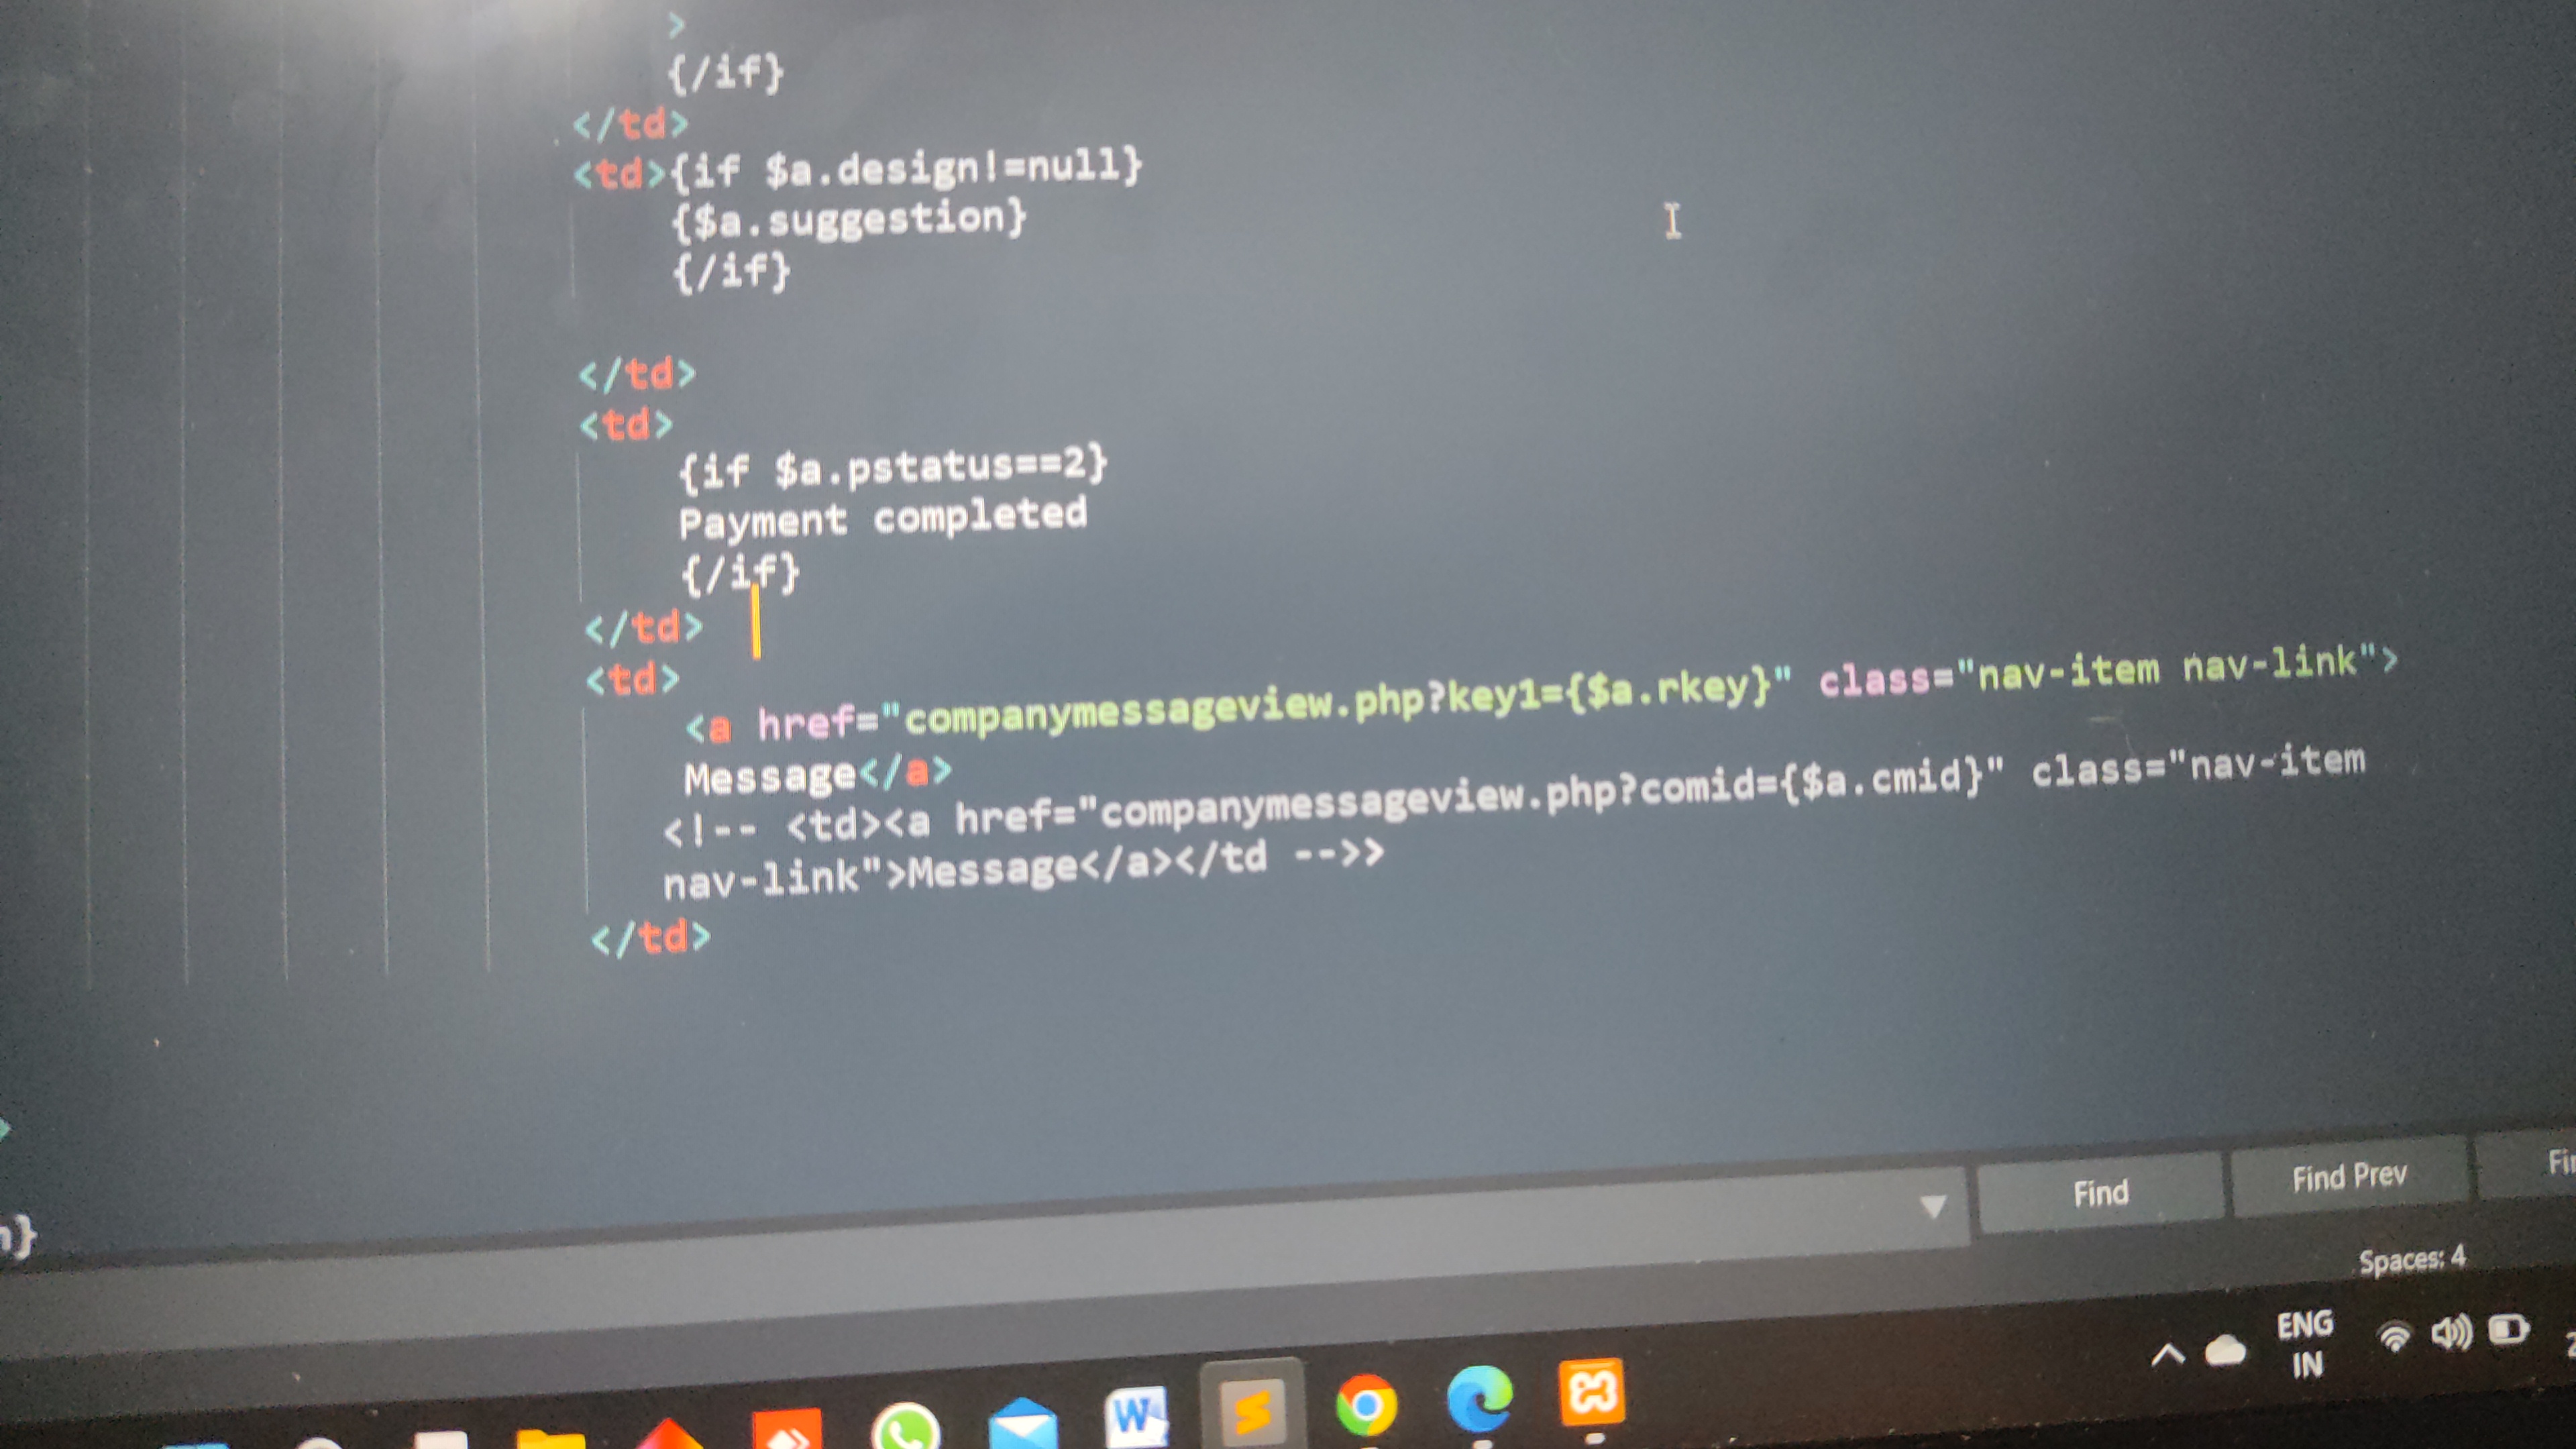 >
{/if}
</td>
<td>{if $a.design!=null}
{$a.suggestion}
{/if}
</td>
<td>
{if $a.pstatus==2}
Payment completed
{/if}
</td>
<td>
<a href="companymessageview.php?key1={$a.rkey}" class="nav-item nav-link">
Message</a>
<!-- <td><a href="companymessageview.php?comid={$a.cmid}" class="nav-item
nav-link">Message</a></td -->>
</td>
}
Find
Find Prev
Spaces: 4
ENG
IN
W